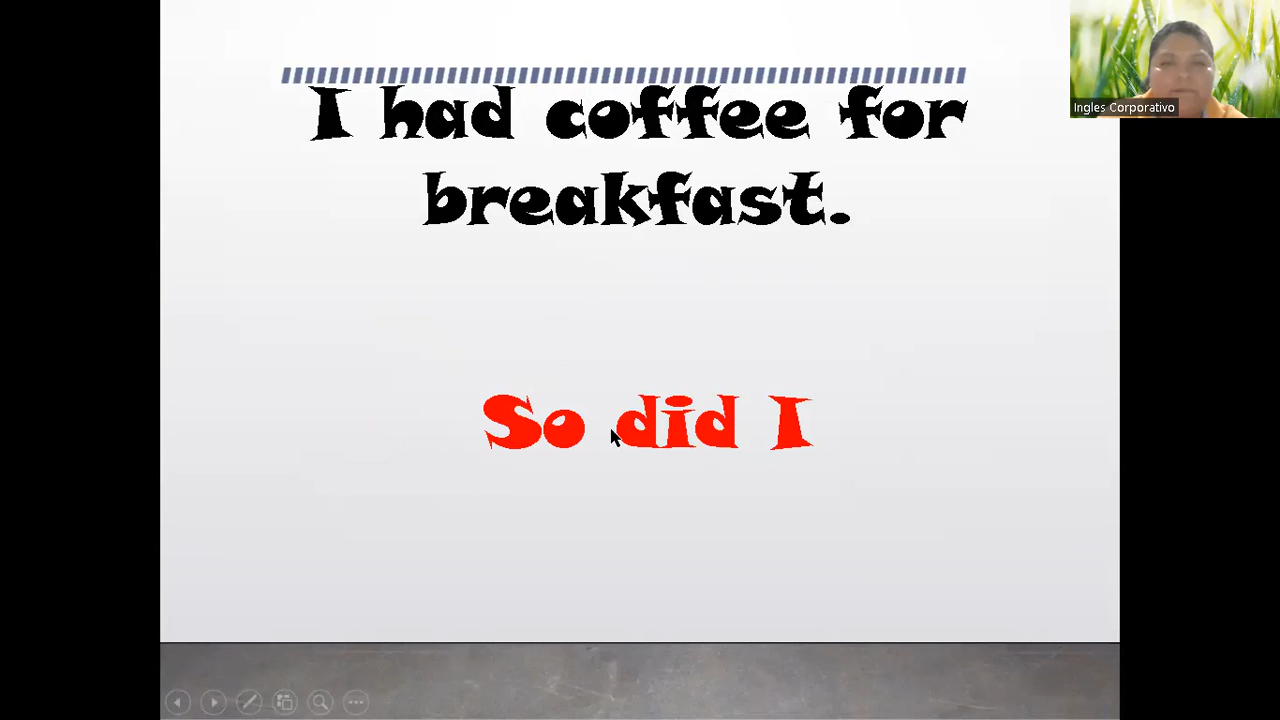 I had coffee for
breakfast.
So did I
Ingles Corporativo